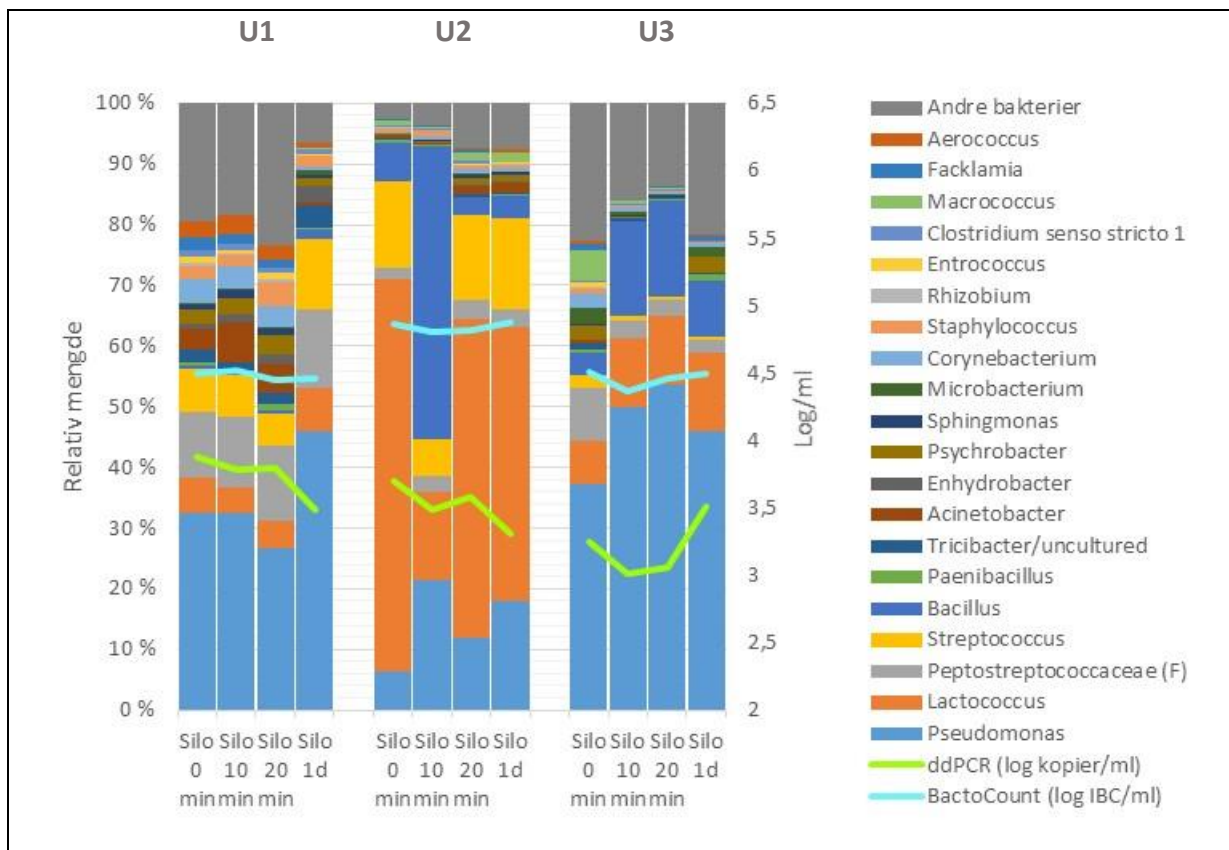 U1 U2 U3
100 %
90 %
80 %
70 %
60 %
50 %
40 %
30 %
20 %
10 %
0 %
Relativ mengde
6,5
6
5,5
5
4,5
4
3,5
3
2,5
2
Log/ml
Silo Silo Silo Silo
0 10 20 1d
min min min
Silo Silo Silo Silo
0 10 20 1d
min min min
Silo Silo Silo Silo
0 10 20 1d
min min min
Andre bakterier
Aerococcus
Facklamia
Macrococcus
Clostridium senso stricto 1
Entrococcus
Rhizobium
Staphylococcus
Corynebacterium
Microbacterium
Sphingmonas
Psychrobacter
Enhydrobacter
Acinetobacter
Tricibacter/uncultured
Paenibacillus
Bacillus
Streptococcus
Peptostreptococcaceae (F)
Lactococcus
Pseudomonas
ddPCR (log kopier/ml)
BactoCount (log IBC/ml)